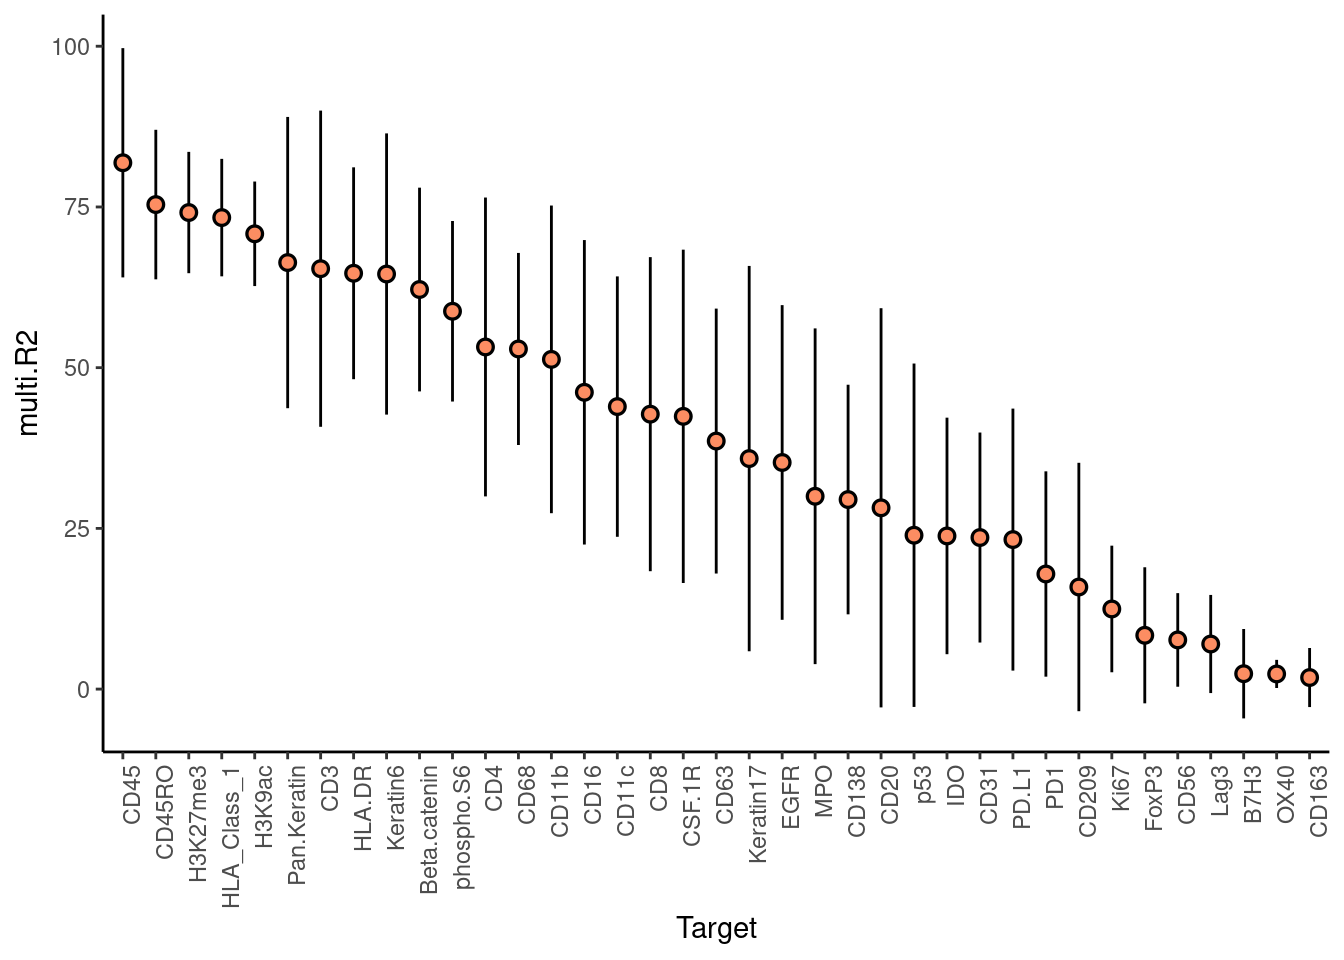 multi.R2
100
75
50
25
0
CD45
CD45RO
H3K27me3
HLA_Class_1
H3K9ac
Pan.Keratin
CD3
HLA.DR
Keratin6
Beta.catenin
phospho.S6
CD4
CD68
CD11b
CD16
CD11c
CD8
CSF.1R
CD63
Keratin17
EGFR
MPO
CD138
CD20
p53
IDO
CD31
PD.L1
PD1
CD209
Ki67
FoxP3
CD56
Lag3
B7H3
OX40
CD163
Target